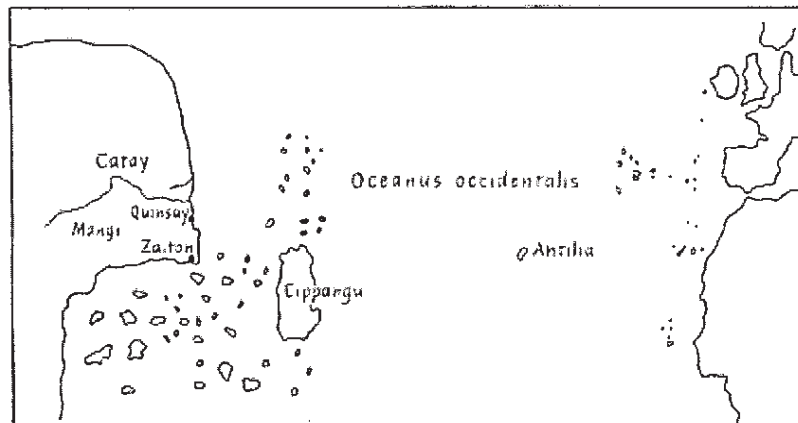 Catay
Oceanus occidentalis
Quinsay
Mangi
Zaiton
Antilia
Cippangu